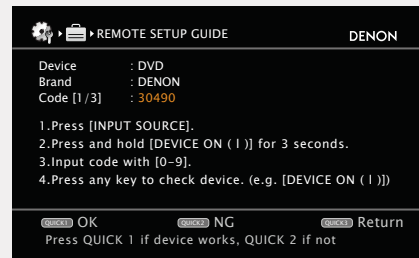 REMOTE SETUP GUIDE DENON
Device : DVD
Brand : DENON
Code [1/3] : 30490
1.Press [INPUT SOURCE].
2.Press and hold [DEVICE ON ( I )] for 3 seconds.
3.Input code with [0-9].
4.Press any key to check device. (e.g. [DEVICE ON ( I )])
QUICK1 OK QUICK2 NG QUICK3 Return
Press QUICK 1 if device works, QUICK 2 if not